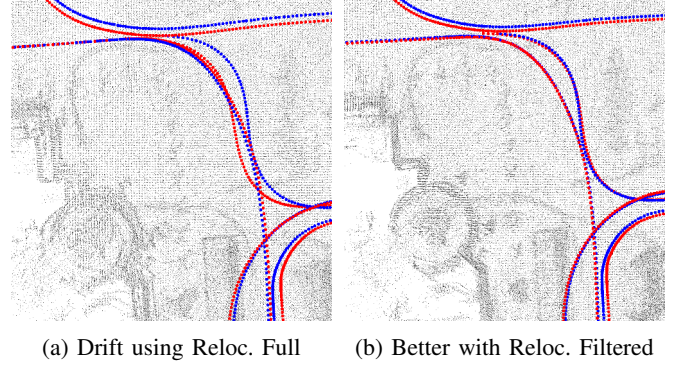 (a) Drift using Reloc. Full
(b) Better with Reloc. Filtered